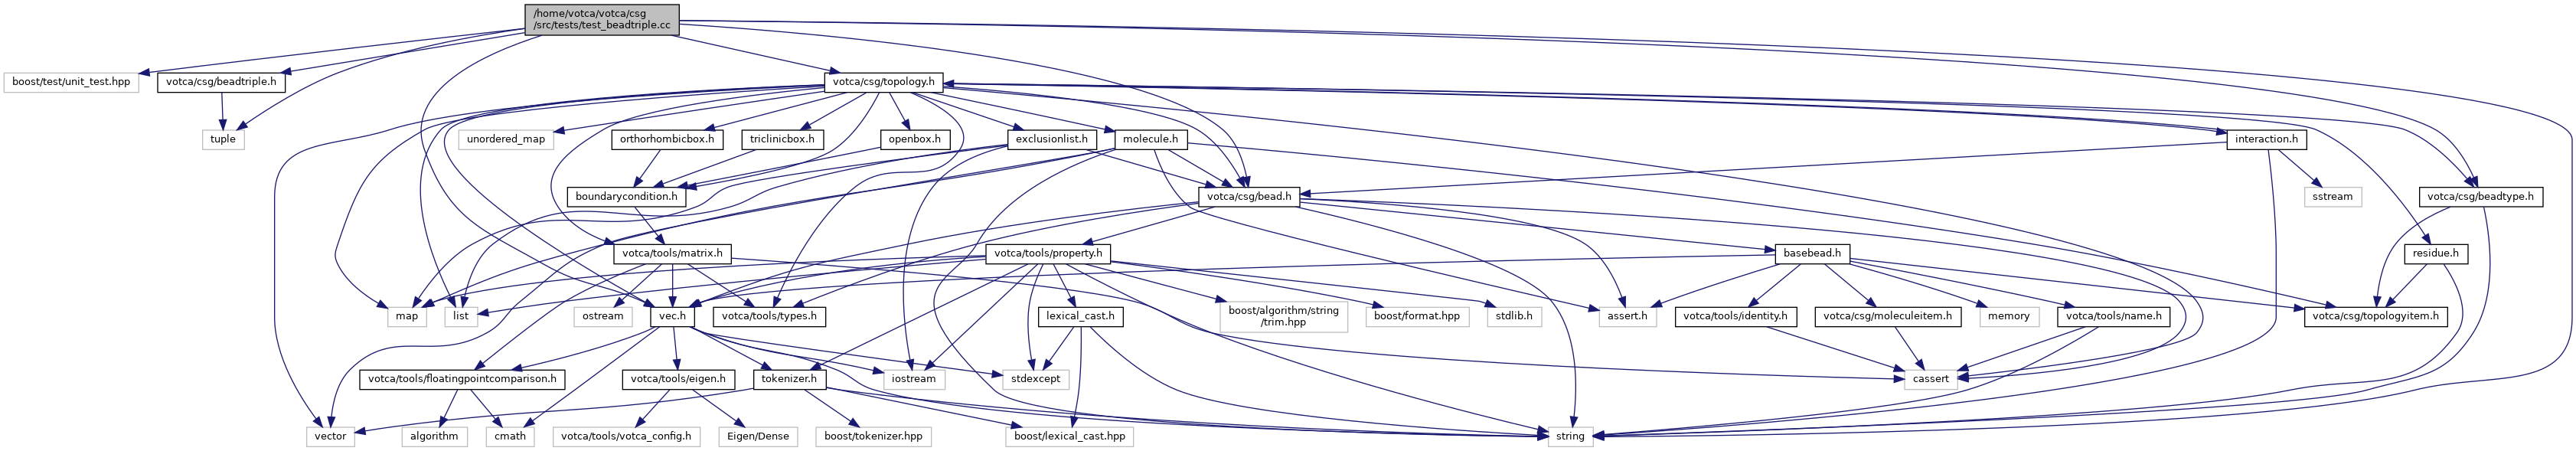 /home/votca/votca/csg
/src/tests/test_beadtriple.cc
boost/test/unit_test.hpp
votca/csg/beadtriple.h
votca/csg/topology.h
tuple
unordered_map
orthorhombicbox.h
triclinicbox.h
openbox.h
exclusionlist.h
molecule.h
interaction.h
boundarycondition.h
votca/csg/bead.h
sstream
votca/csg/beadtype.h
votca/tools/matrix.h
votca/tools/property.h
basebead.h
residue.h
map
list
ostream
vec.h
votca/tools/types.h
lexical_cast.h
boost/algorithm/string
/trim.hpp
boost/format.hpp
stdlib.h
assert.h
votca/tools/identity.h
votca/csg/moleculeitem.h
memory
votca/tools/name.h
votca/csg/topologyitem.h
votca/tools/floatingpointcomparison.h
votca/tools/eigen.h
tokenizer.h
iostream
stdexcept
cassert
vector
algorithm
cmath
votca/tools/votca_config.h
Eigen/Dense
boost/tokenizer.hpp
boost/lexical_cast.hpp
string